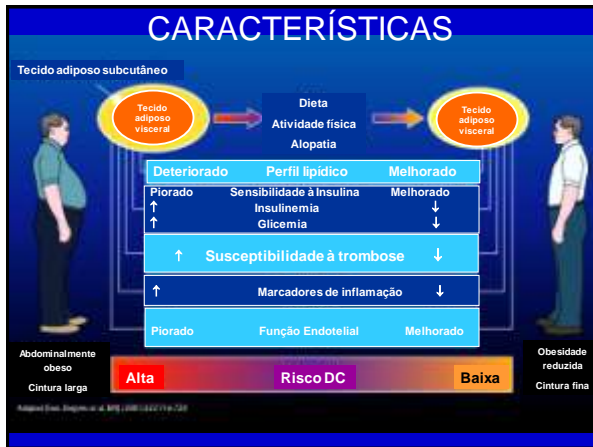 CARACTERÍSTICAS
Tecido adiposo subcutâneo
Tecido
adiposo
visceral
Dieta
Atividade física
Alopatia
Tecido
adiposo
visceral
Deteriorado Perfil lipídico Melhorado
Piorado Sensibilidade à Insulina Melhorado
↑ Insulinemia ↓
↑ Glicemia ↓
↑ Susceptibilidade à trombose ↓
↑ Marcadores de inflamação ↓
Piorado Função Endotelial Melhorado
Abdominalmente
obeso
Cintura larga
Alta Risco DC Baixa
Obesidade
reduzida
Cintura fina